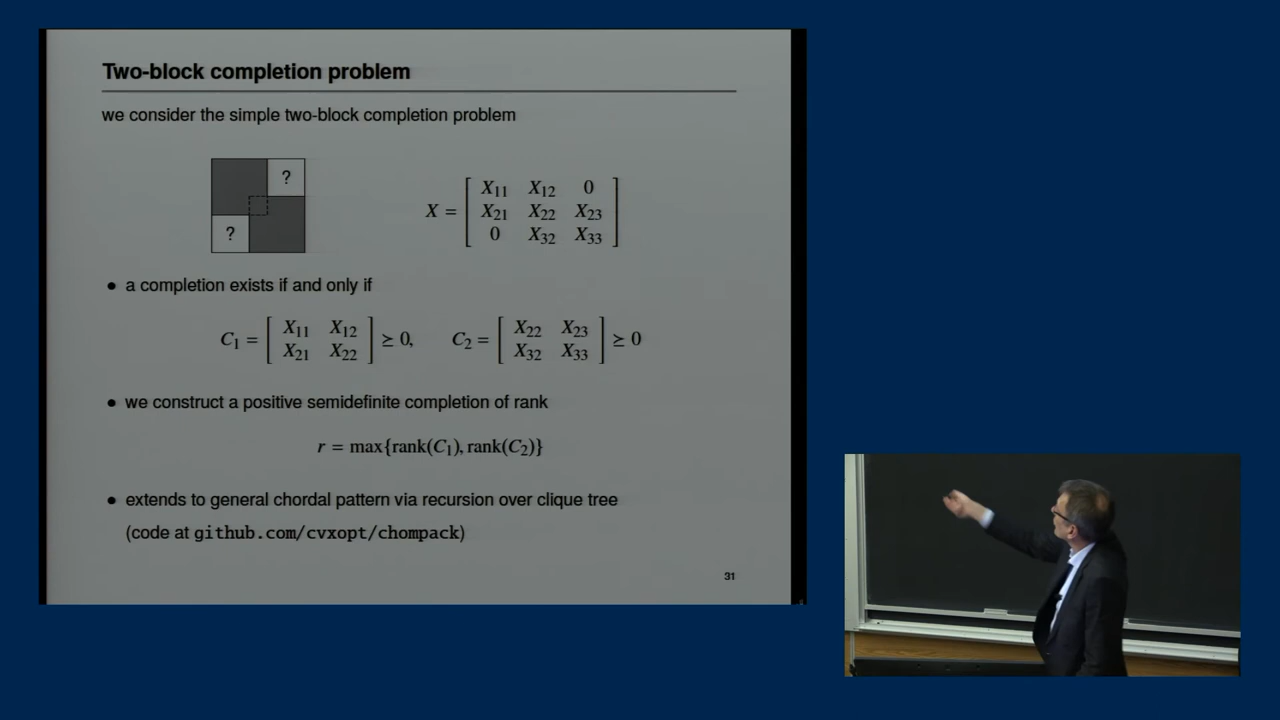 Two-block completion problem
we consider the simple two-block completion problem
?
?
X = [ X₁₁ X₁₂ 0
X₂₁ X₂₂ X₂₃
0 X₃₂ X₃₃ ]
• a completion exists if and only if
C₁ = [ X₁₁ X₁₂
X₂₁ X₂₂ ] ⪰ 0,
C₂ = [ X₂₂ X₂₃
X₃₂ X₃₃ ] ⪰ 0
• we construct a positive semidefinite completion of rank
r = max{rank(C₁), rank(C₂)}
• extends to general chordal pattern via recursion over clique tree
(code at github.com/cvxopt/chompack)
31